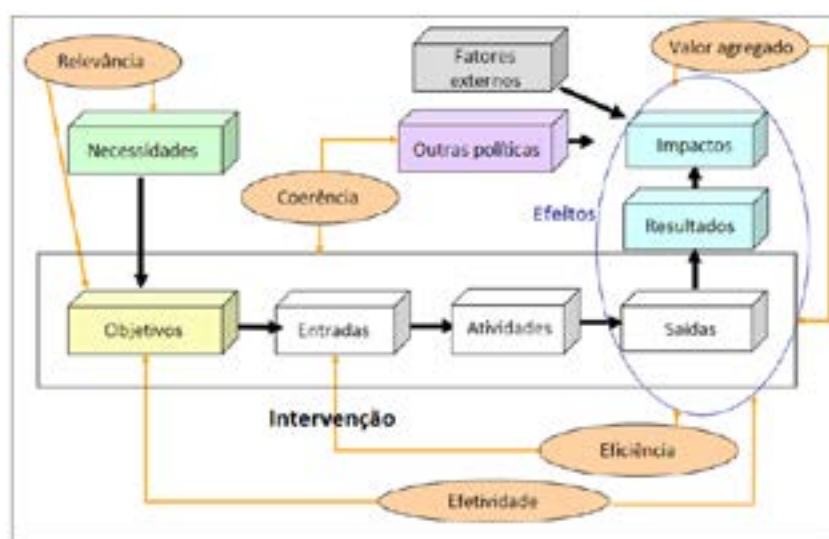 Relevância
Fatores
externos
Valor agregado
Necessidades
Outras políticas
Impactos
Coerência
Efeitos
Resultados
Objetivos
Entradas
Atividades
Saídas
Intervenção
Eficiência
Efetividade